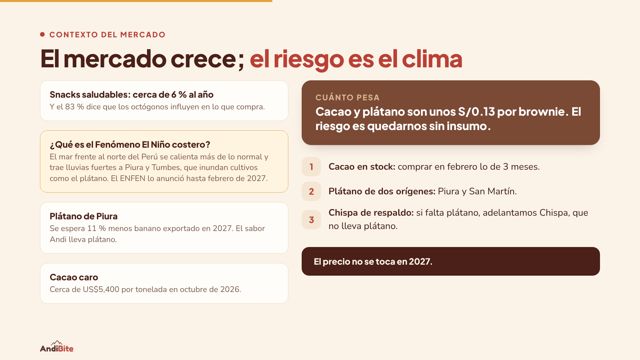 CONTEXTO DEL MERCADO
El mercado crece; el riesgo es el clima
Snacks saludables: cerca de 6 % al año
Y el 83 % dice que los octógonos influyen en lo que compra.
¿Qué es el Fenómeno El Niño costero?
El mar frente al norte del Perú se calienta más de lo normal y
trae lluvias fuertes a Piura y Tumbes, que inundan cultivos
como el plátano. El ENFEN lo anunció hasta febrero de 2027.
Plátano de Piura
Se espera 11 % menos banano exportado en 2027. El sabor
Andi lleva plátano.
Cacao caro
Cerca de US$5,400 por tonelada en octubre de 2026.
CUÁNTO PESA
Cacao y plátano son unos S/0.13 por brownie. El
riesgo es quedarnos sin insumo.
1 Cacao en stock: comprar en febrero lo de 3 meses.
2 Plátano de dos orígenes: Piura y San Martín.
3 Chispa de respaldo: si falta plátano, adelantamos Chispa, que
no lleva plátano.
El precio no se toca en 2027.
AndiBite